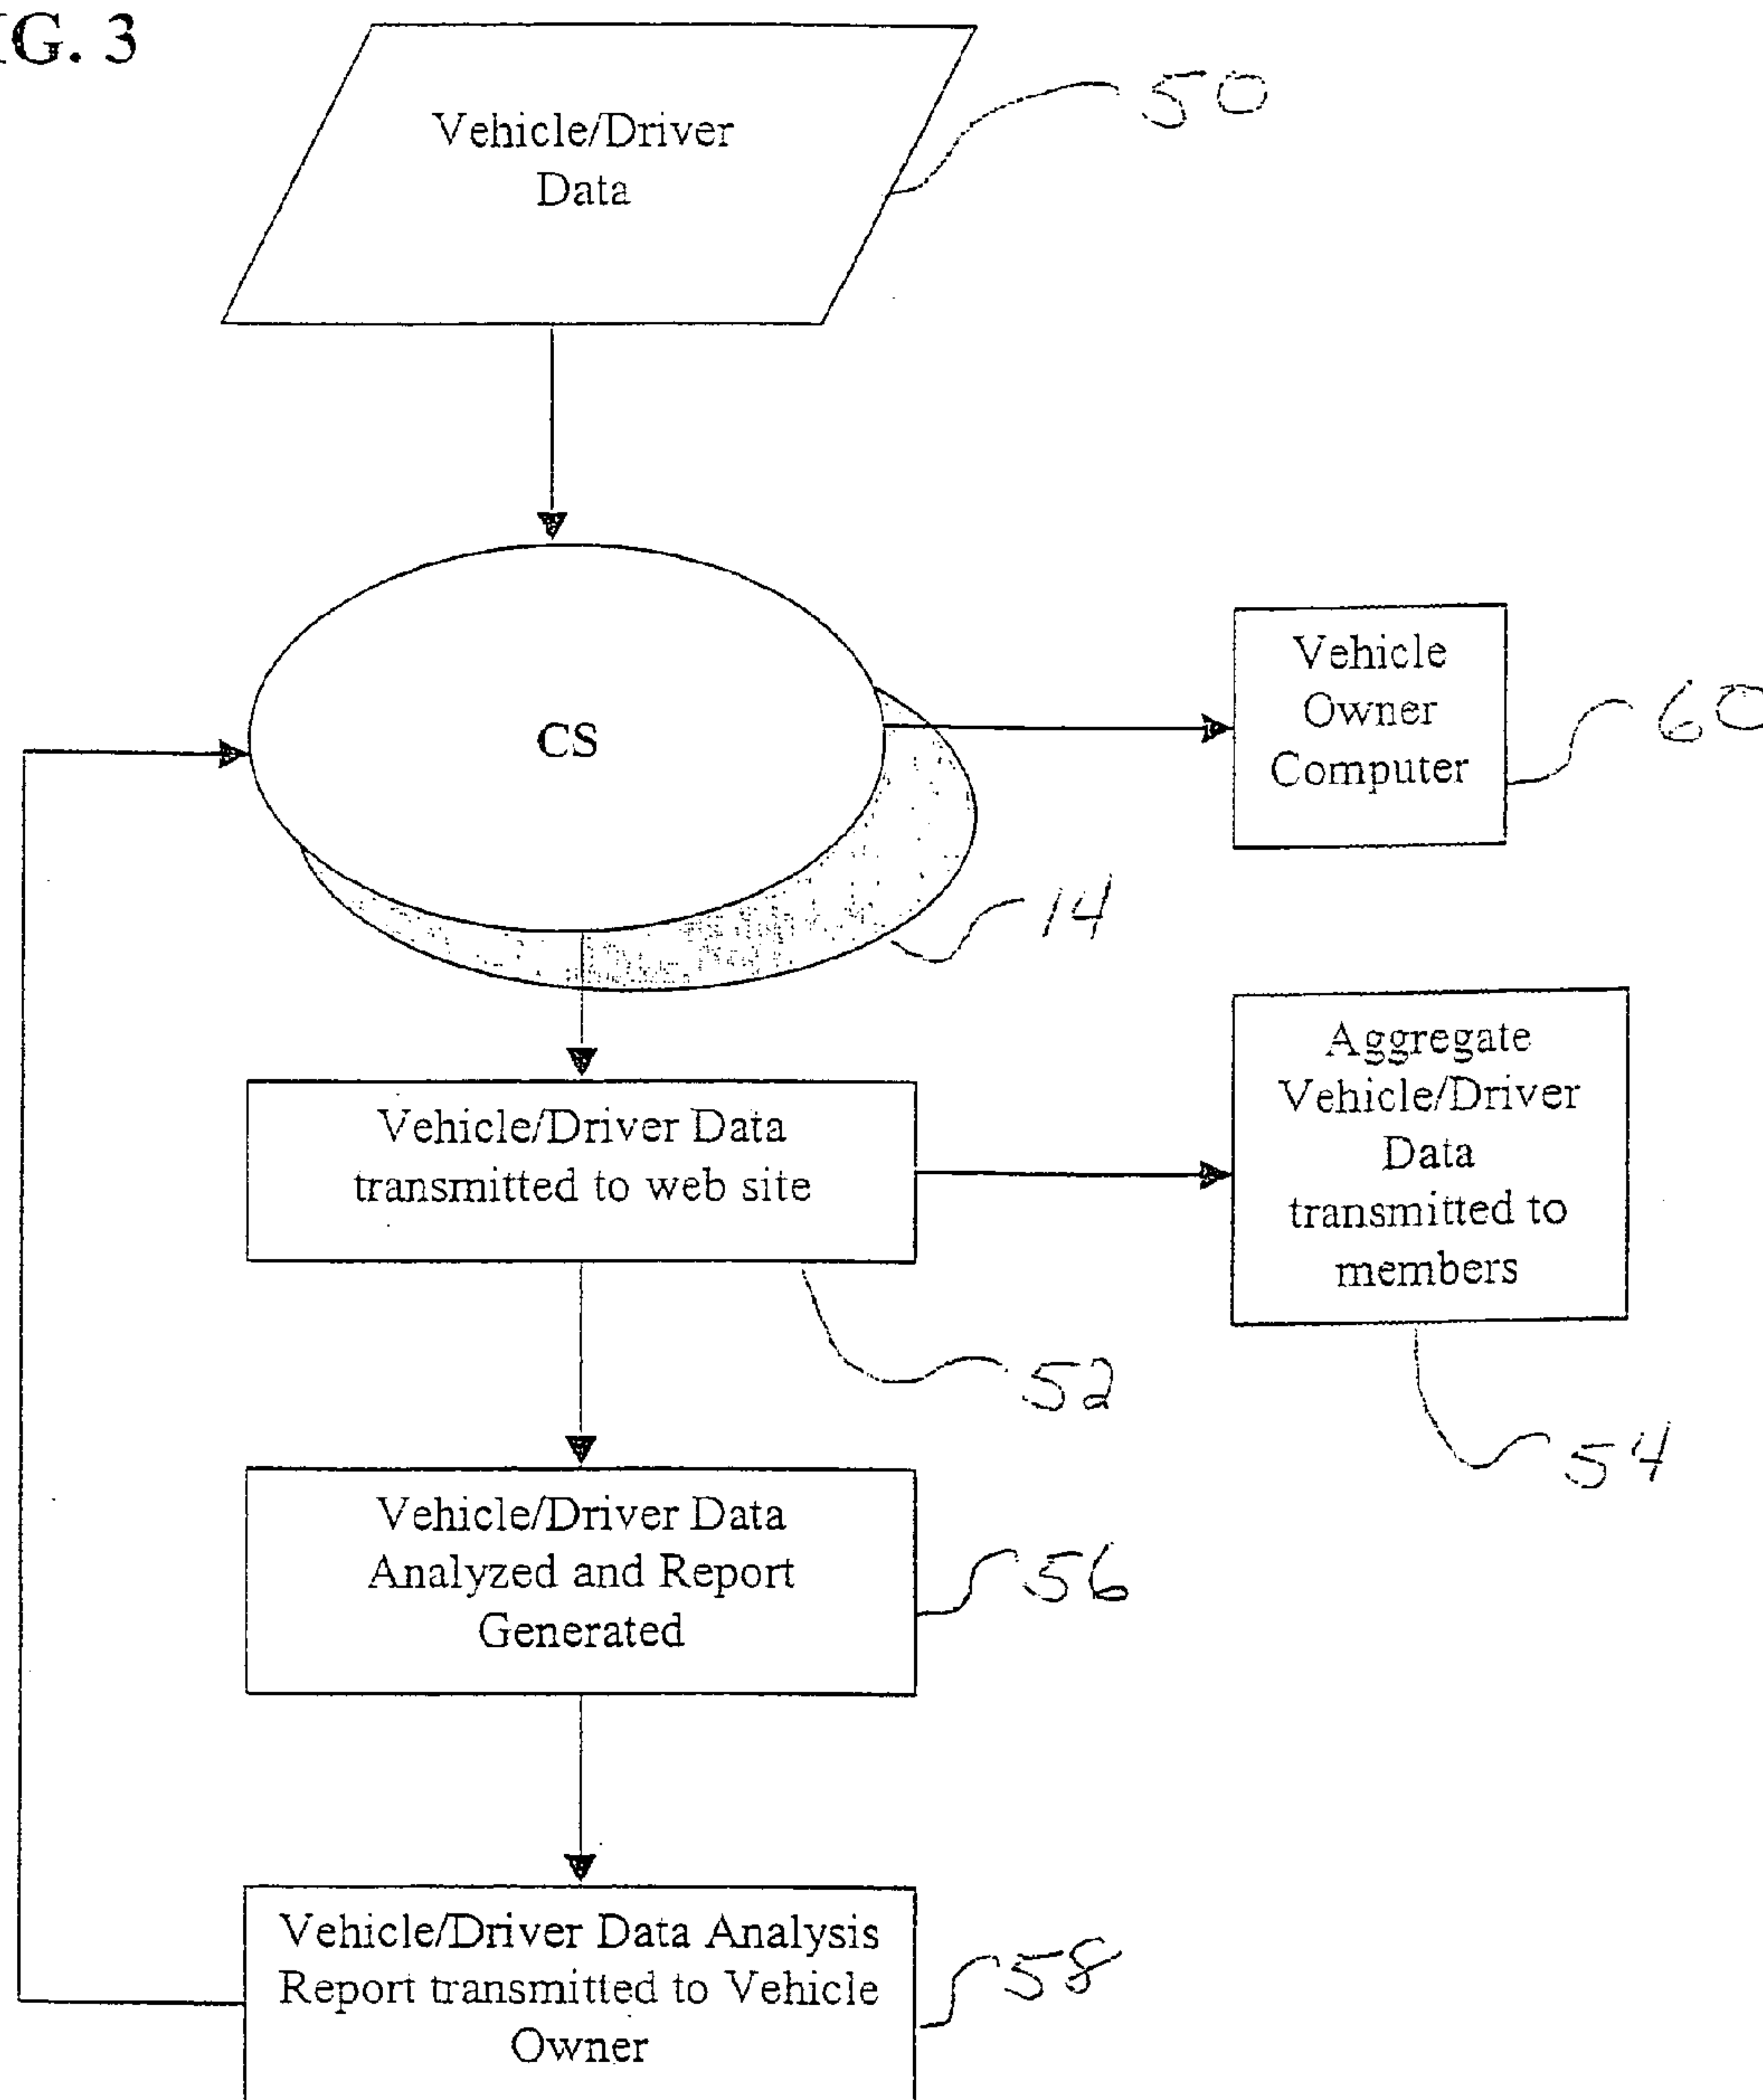 IG. 3
Vehicle/Driver
Data
50
CS
Vehicle
Owner
Computer
60
14
Vehicle/Driver Data
transmitted to web site
52
Aggregate
Vehicle/Driver
Data
transmitted to
members
54
Vehicle/Driver Data
Analyzed and Report
Generated
56
Vehicle/Driver Data Analysis
Report transmitted to Vehicle
Owner
58